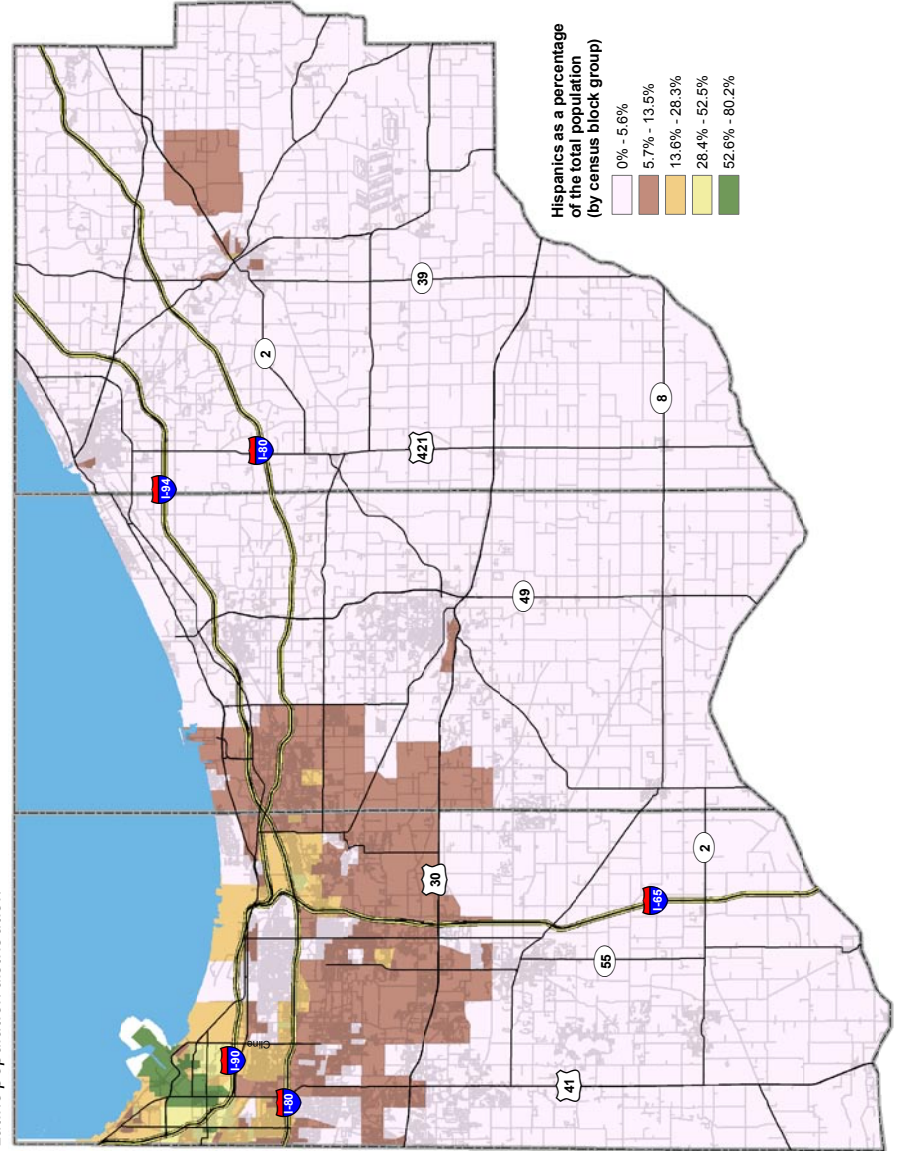 Hispanics as a percentage
of the total population
(by census block group)
0% - 5.6%
5.7% - 13.5%
13.6% - 28.3%
28.4% - 52.5%
52.6% - 80.2%
I-94
I-80
2
39
421
8
49
30
I-65
2
55
41
I-90
I-80
Cline